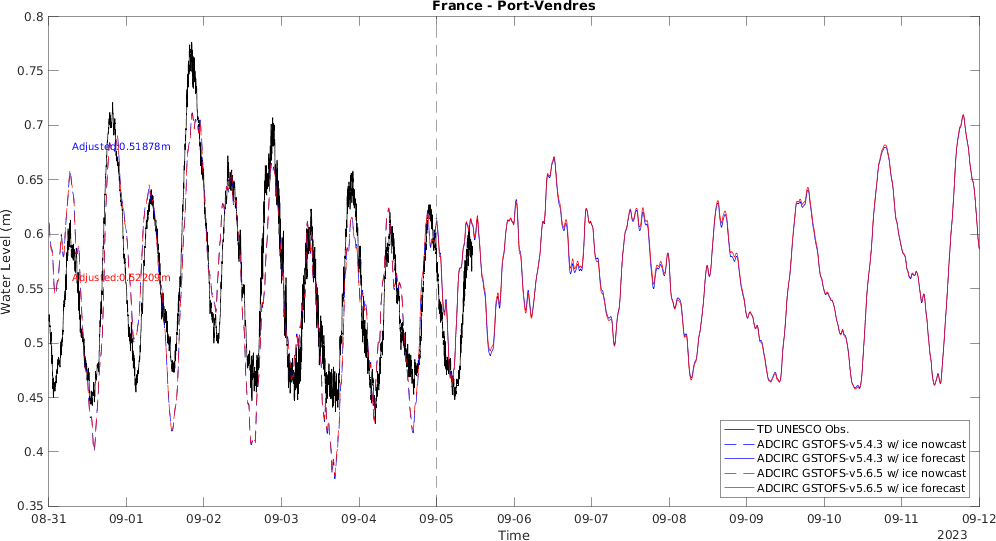 France - Port-Vendres
Water Level (m)
0.8
0.75
0.7
0.65
0.6
0.55
0.5
0.45
0.4
0.35
Adjusted:0.51878m
Adjusted:0.52209m
TD UNESCO Obs.
ADCIRC GSTOFS-v5.4.3 w/ ice nowcast
ADCIRC GSTOFS-v5.4.3 w/ ice forecast
ADCIRC GSTOFS-v5.6.5 w/ ice nowcast
ADCIRC GSTOFS-v5.6.5 w/ ice forecast
08-31 09-01 09-02 09-03 09-04 09-05 09-06 09-07 09-08 09-09 09-10 09-11 09-12
Time
2023